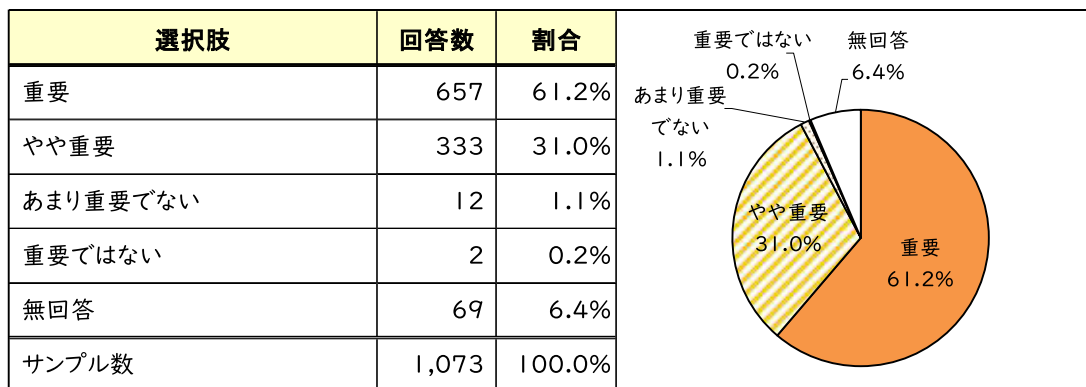 選択肢 回答数 割合
重要 657 61.2%
やや重要 333 31.0%
あまり重要でない 12 1.1%
重要ではない 2 0.2%
無回答 69 6.4%
サンプル数 1,073 100.0%
重要ではない
0.2%
無回答
6.4%
あまり重要
でない
1.1%
やや重要
31.0%
重要
61.2%